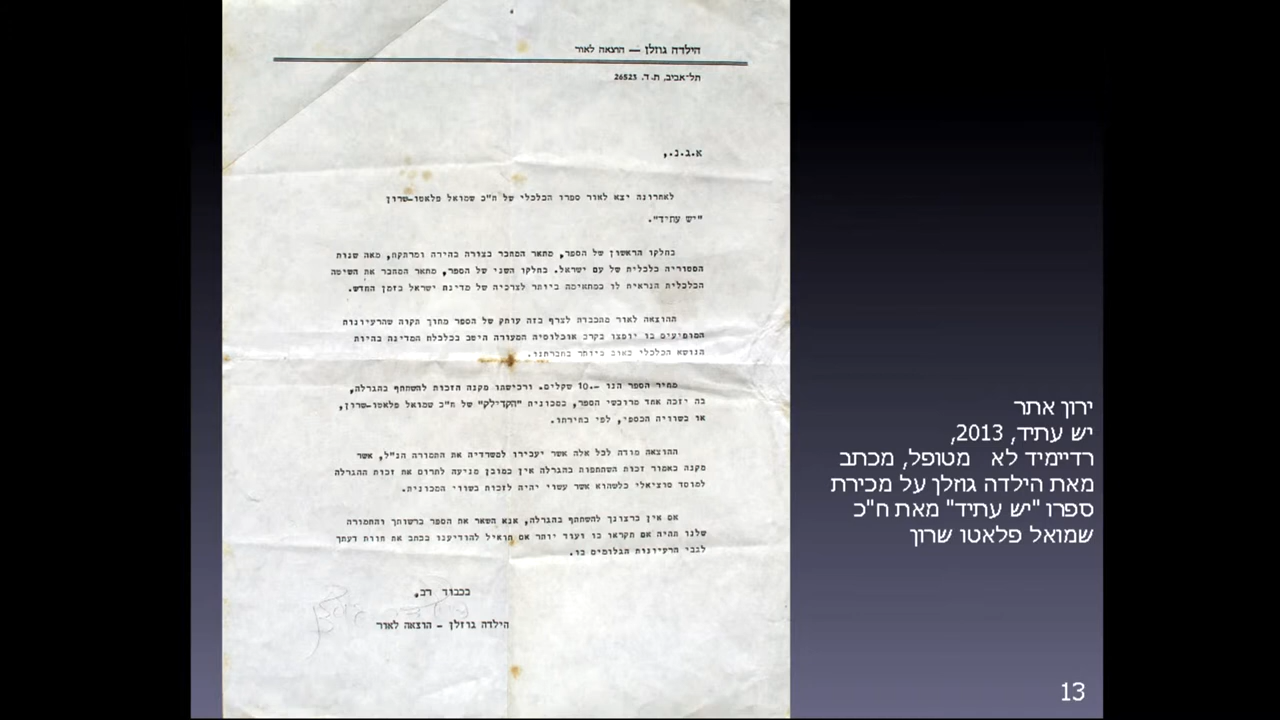 הילדה גוזלן — הוצאה לאור
תל־אביב, ת.ד. 26523
א.ג.נ.,
לאחרונה יצא לאור ספרו הכלכלי של ח"כ שמואל פלאטו-שרון
"יש עתיד".
בחלקו הראשון של הספר, מתאר המחבר בצורה בהירה ומרתקת, מאה שנות
הסטוריה כלכלית של עם ישראל. בחלקו השני של הספר, מתאר המחבר את השיטה
הכלכלית הנראית לו כמתאימה ביותר לצרכיה של מדינת ישראל בזמן החדש.
ההוצאה לאור מתכבדת לצרף בזה עותק של הספר מתוך תקוה שהרעיונות
המופיעים בו יופצו בקרב אוכלוסיה המעורה היטב בכלכלת המדינה בהיות
הנושא הכלכלי כאוב ביותר בחברתנו.
מחיר הספר הנו -.10 שקלים. ורכישתו מקנה הזכות להשתתף בהגרלה,
בה יזכה אחד מרוכשי הספר, במכונית "הקדילק" של ח"כ שמואל פלאטו-שרון,
או בשוויה הכספי, לפי בחירתו.
ההוצאה מודה לכל אלה אשר יעבירו למשרדיה את התמורה הנ"ל, אשר
מקנה כאמור זכות השתתפות בהגרלה אין כמובן מניעה לתרום את זכות ההגרלה
למוסד סוציאלי כלשהוא אשר עשוי יהיה לזכות בשווי המכונית.
אם אין ברצונך להשתתף בהגרלה, אנא השאר את הספר ברשותך והתמורה
שלנו תהיה אם תקראו בו ועוד יותר אם תואיל להודיענו בכתב את חוות דעתך
לגבי הרעיונות הגלומים בו.
בכבוד רב,
הילדה גוזלן - הוצאה לאור
ירון אתר
יש עתיד, 2013,
רדיימיד לא מטופל, מכתב
מאת הילדה גוזלן על מכירת
ספרו "יש עתיד" מאת ח"כ
שמואל פלאטו שרון
13